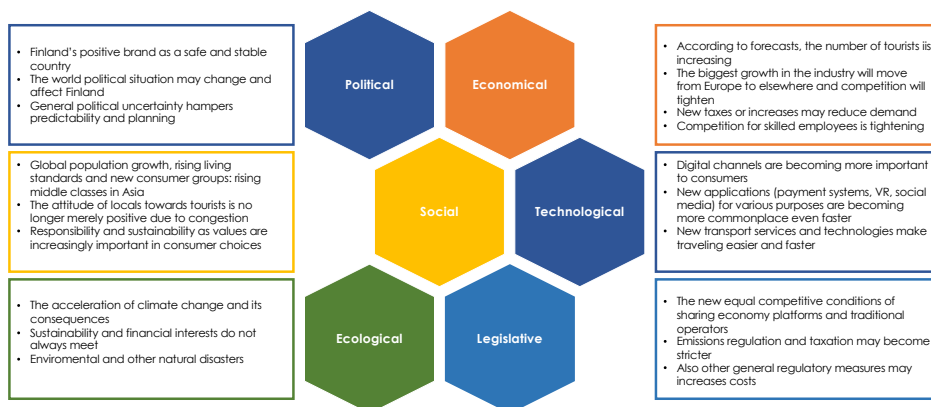 • Finland's positive brand as a safe and stable
country
• The world political situation may change and
affect Finland
• General political uncertainty hampers
predictability and planning
Political
Economical
• According to forecasts, the number of tourists iis
increasing
• The biggest growth in the industry will move
from Europe to elsewhere and competition will
tighten
• New taxes or increases may reduce demand
• Competition for skilled employees is tightening
• Global population growth, rising living
standards and new consumer groups: rising
middle classes in Asia
• The attitude of locals towards tourists is no
longer merely positive due to congestion
• Responsibility and sustainability as values are
increasingly important in consumer choices
Social
Technological
• Digital channels are becoming more important
to consumers
• New applications (payment systems, VR, social
media) for various purposes are becoming
more commonplace even faster
• New transport services and technologies make
traveling easier and faster
• The acceleration of climate change and its
consequences
• Sustainability and financial interests do not
always meet
• Enviromental and other natural disasters
Ecological
Legislative
• The new equal competitive conditions of
sharing economy platforms and traditional
operators
• Emissions regulation and taxation may become
stricter
• Also other general regulatory measures may
increases costs